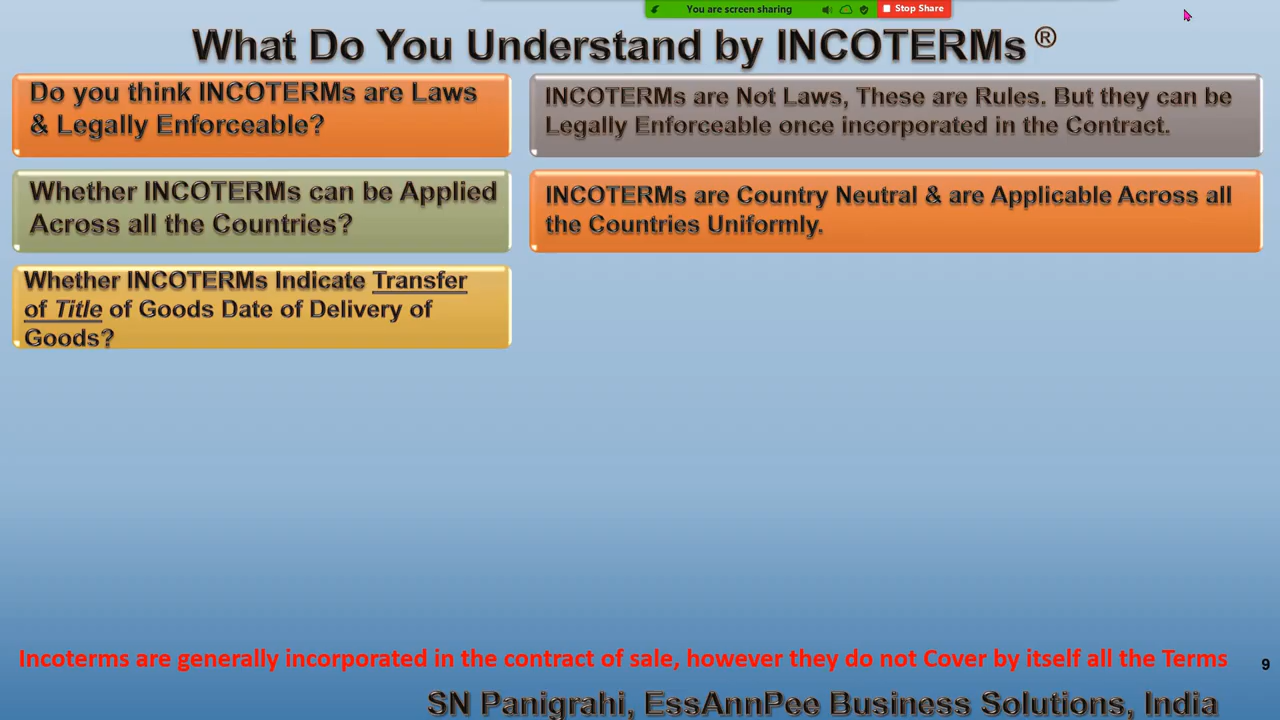 You are screen sharing
Stop Share
What Do You Understand by INCOTERMs ®
Do you think INCOTERMs are Laws
& Legally Enforceable?
INCOTERMs are Not Laws, These are Rules. But they can be
Legally Enforceable once incorporated in the Contract.
Whether INCOTERMs can be Applied
Across all the Countries?
INCOTERMs are Country Neutral & are Applicable Across all
the Countries Uniformly.
Whether INCOTERMs Indicate Transfer
of Title of Goods Date of Delivery of
Goods?
Incoterms are generally incorporated in the contract of sale, however they do not Cover by itself all the Terms
9
SN Panigrahi, EssAnnPee Business Solutions, India